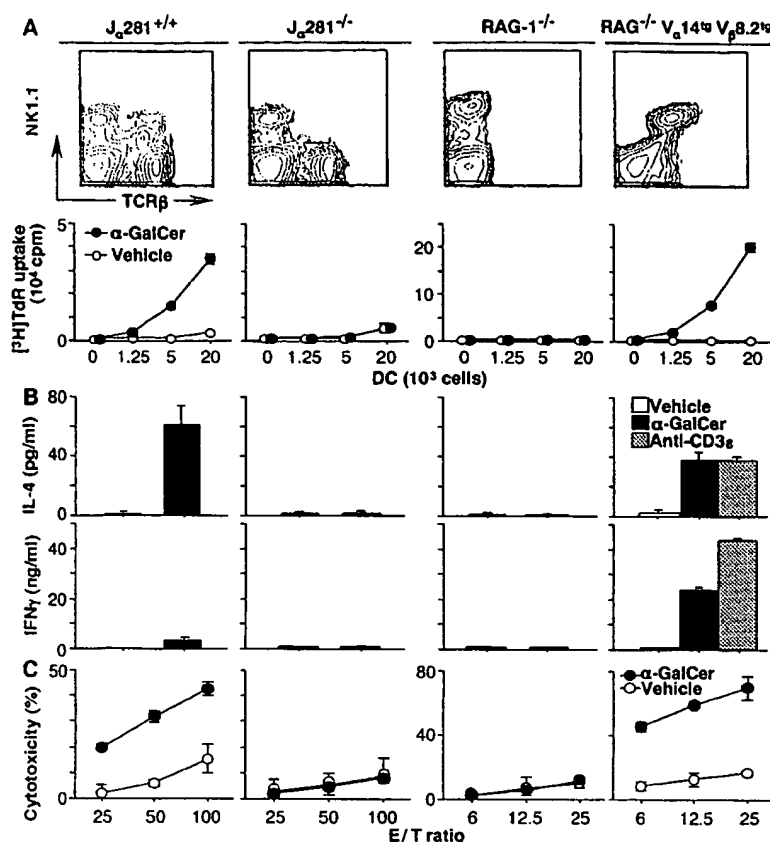 A
Jα281+/+ Jα281-/- RAG-1-/- RAG-/- Vα14tg Vβ8.2tg
NK1.1
TCRβ
[³H]TdR uptake
(10⁴ cpm)
5
0
α-GalCer
Vehicle
20
10
0
0 1.25 5 20 0 1.25 5 20 0 1.25 5 20 0 1.25 5 20
DC (10³ cells)
B
IL-4 (pg/ml)
80
60
40
20
0
Vehicle
α-GalCer
Anti-CD3ε
IFNγ (ng/ml)
40
20
0
C
Cytotoxicity (%)
50
0
80
40
0
α-GalCer
Vehicle
25 50 100 25 50 100 6 12.5 25 6 12.5 25
E/T ratio